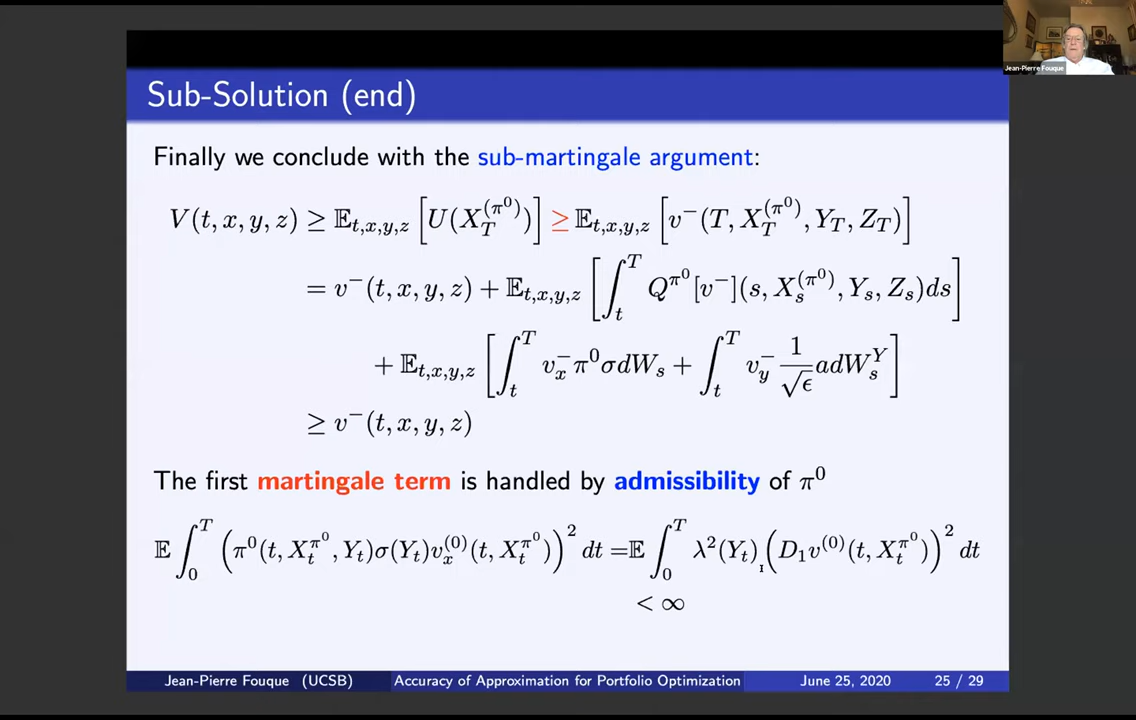 Jean-Pierre Fouque
Sub-Solution (end)
Finally we conclude with the sub-martingale argument:
V(t, x, y, z) ≥ 𝔼_{t,x,y,z} [U(X_T^{(π^0)})] ≥ 𝔼_{t,x,y,z} [v^−(T, X_T^{(π^0)}, Y_T, Z_T)]
= v^−(t, x, y, z) + 𝔼_{t,x,y,z} [∫_t^T Q^{π^0}[v^−](s, X_s^{(π^0)}, Y_s, Z_s)ds]
+ 𝔼_{t,x,y,z} [∫_t^T v_x^− π^0 σdW_s + ∫_t^T v_y^− 1/√ϵ adW_s^Y]
≥ v^−(t, x, y, z)
The first martingale term is handled by admissibility of π^0
𝔼 ∫_0^T (π^0(t, X_t^{π^0}, Y_t)σ(Y_t)v_x^{(0)}(t, X_t^{π^0}))^2 dt =𝔼 ∫_0^T λ^2(Y_t) (D_1v^{(0)}(t, X_t^{π^0}))^2 dt
< ∞
Jean-Pierre Fouque (UCSB) Accuracy of Approximation for Portfolio Optimization June 25, 2020 25 / 29